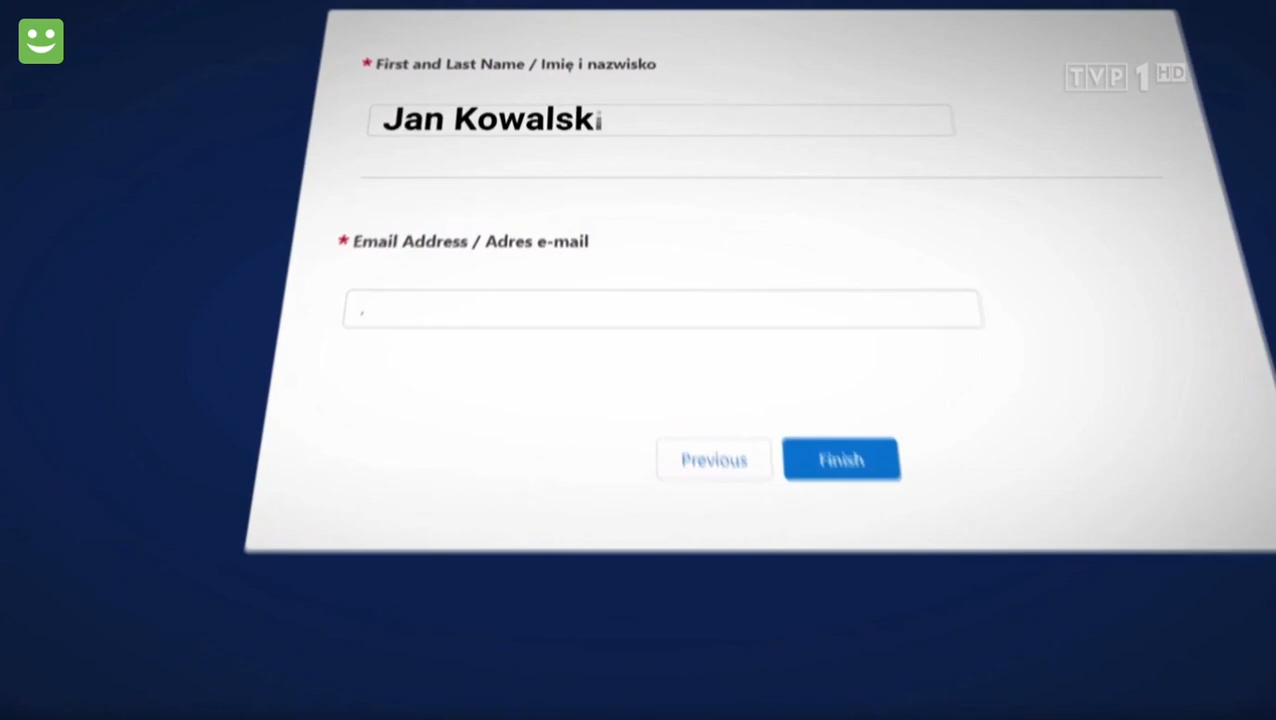 * First and Last Name / Imię i nazwisko
TVP 1 HD
Jan Kowalski
* Email Address / Adres e-mail
,
Previous
Finish